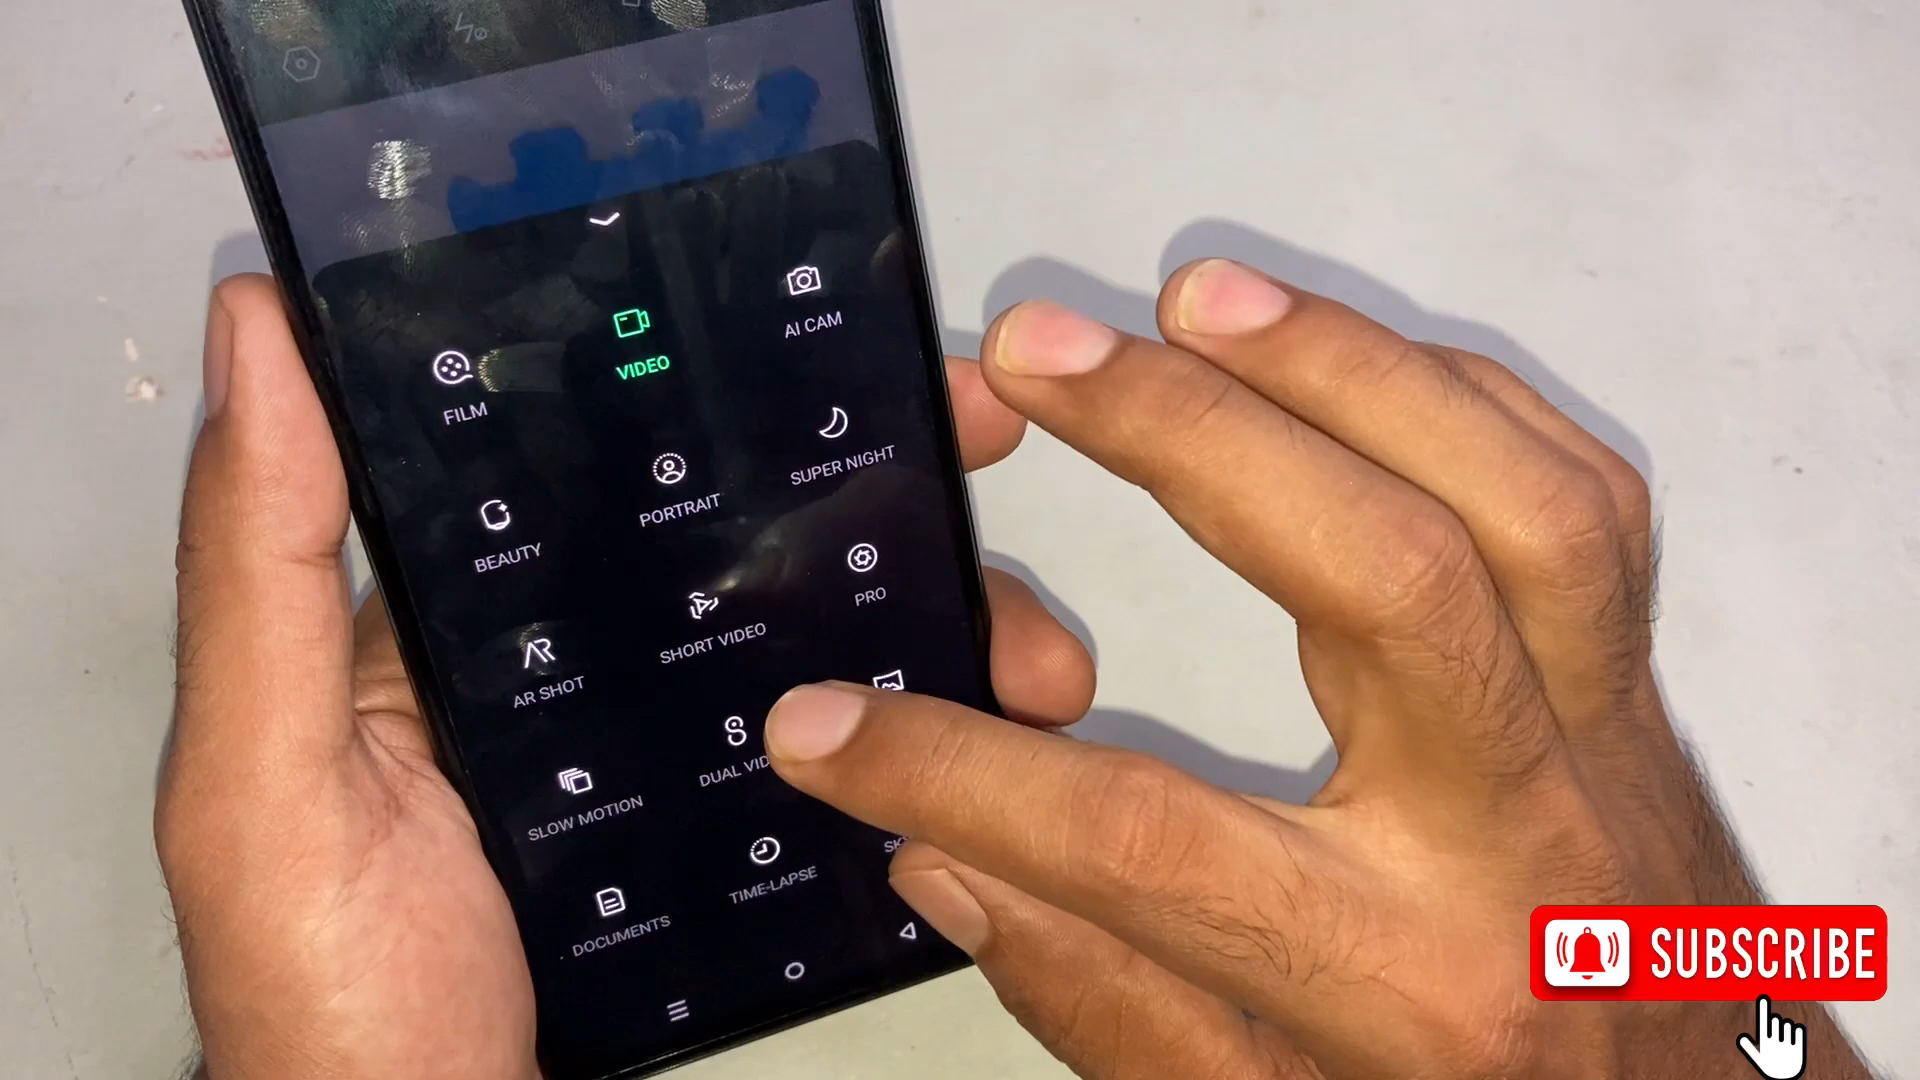 FILM
VIDEO
AI CAM
BEAUTY
PORTRAIT
SUPER NIGHT
AR SHOT
SHORT VIDEO
PRO
SLOW MOTION
DUAL
DOCUMENTS
TIME-LAPSE
SUBSCRIBE